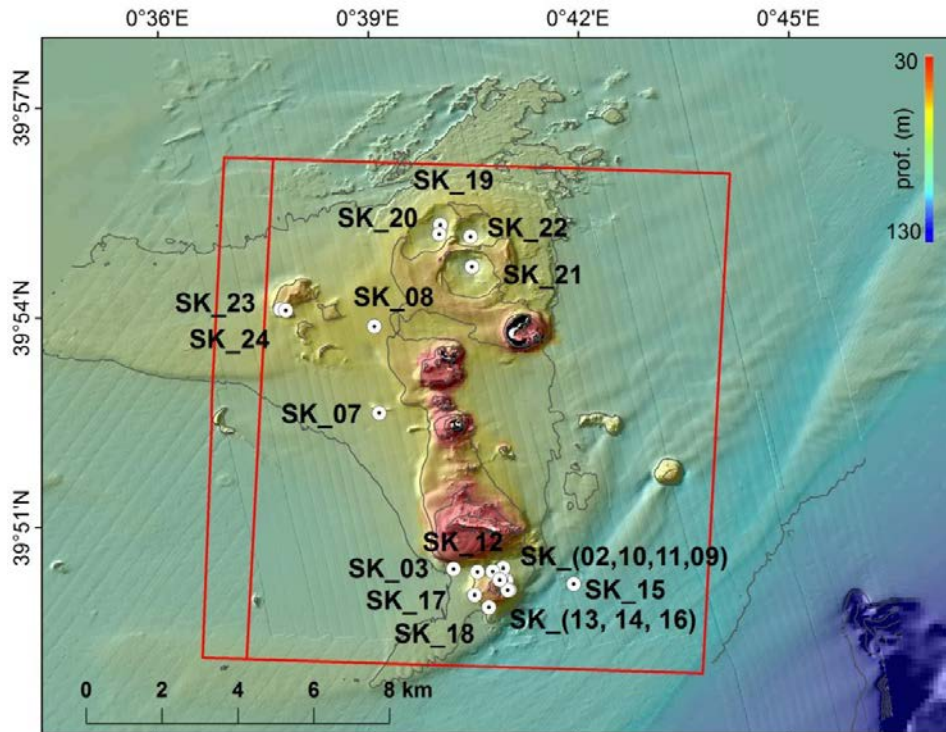 0°36'E
0°39'E
0°42'E
0°45'E
39°57'N
39°54'N
39°51'N
30
prof. (m)
130
SK_19
SK_20
SK_22
SK_21
SK_08
SK_23
SK_24
SK_07
SK_12
SK_(02,10,11,09)
SK_03
SK_15
SK_17
SK_(13, 14, 16)
SK_18
0 2 4 6 8 km